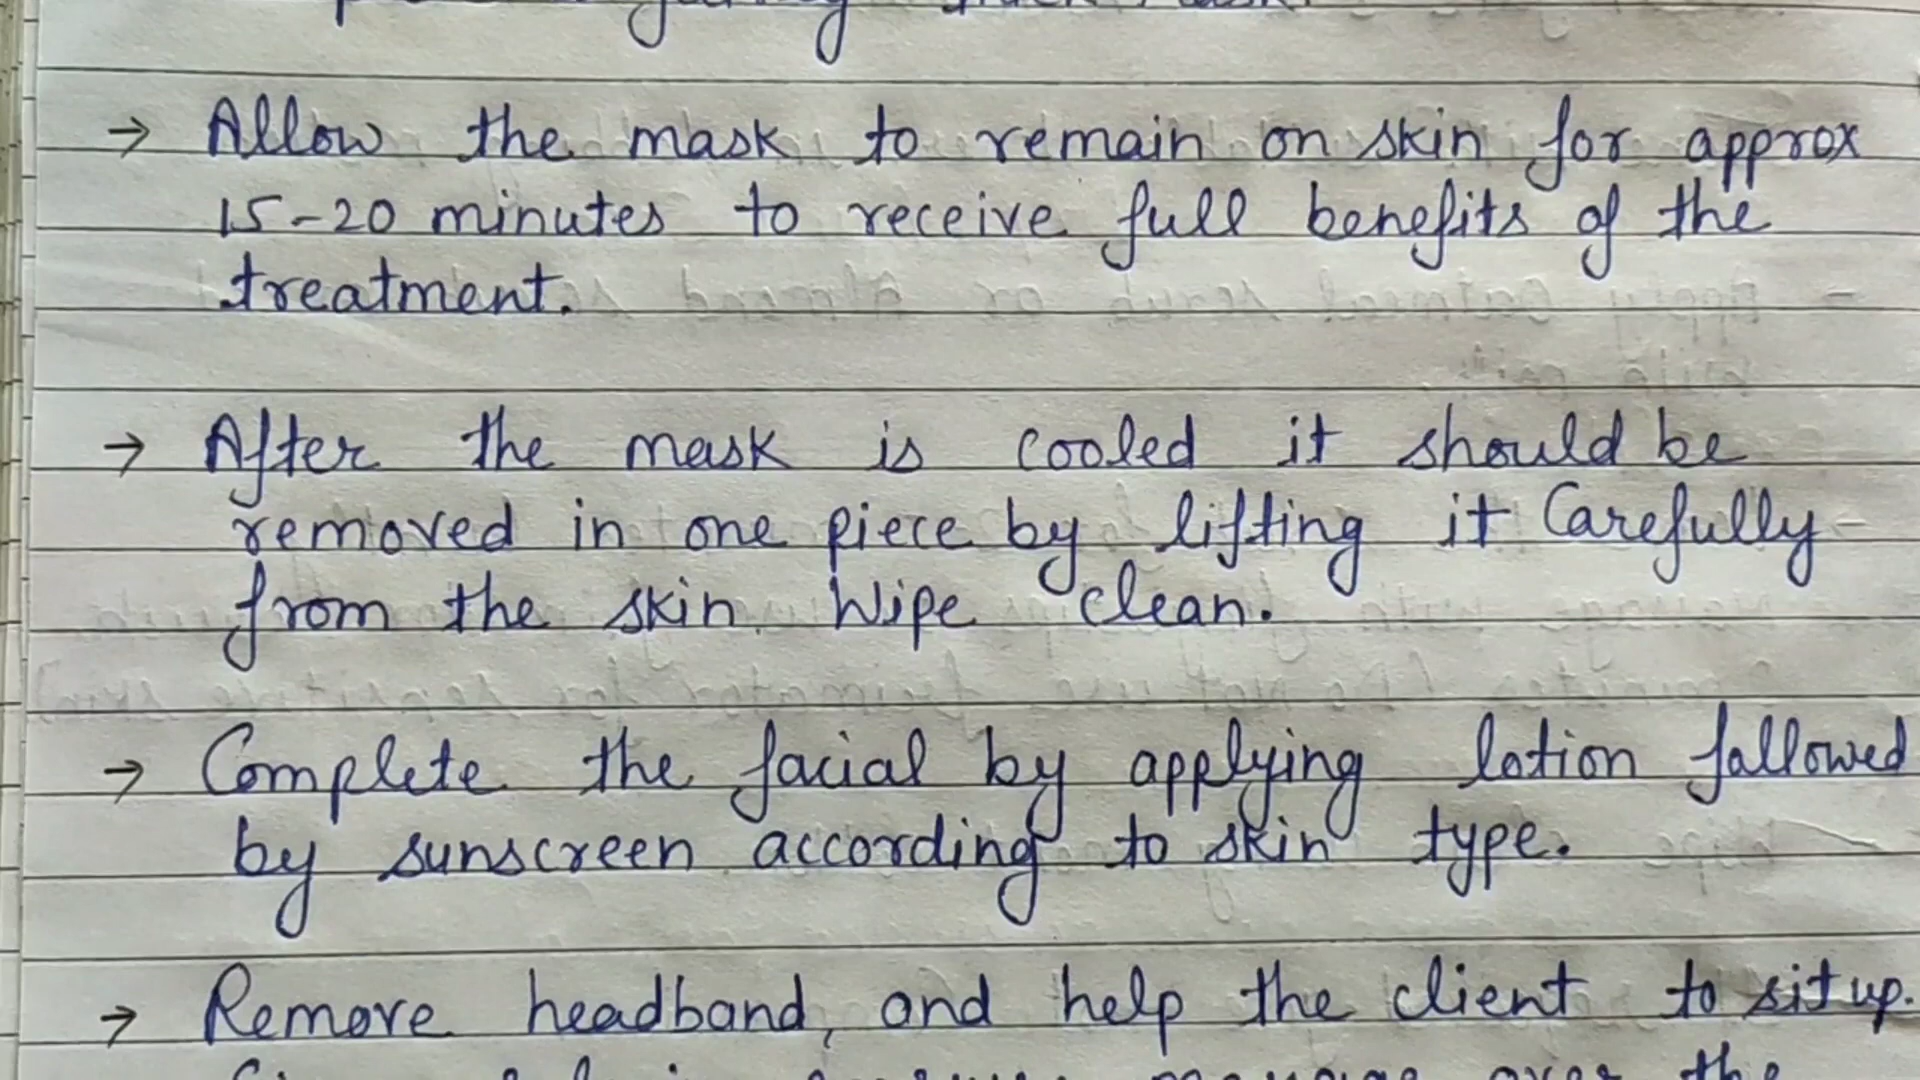 → Allow the mask to remain on skin for approx
15-20 minutes to receive full benefits of the
treatment.
→ After the mask is cooled it should be
removed in one piece by lifting it Carefully
from the skin. Wipe clean.
→ Complete the facial by applying lotion fallowed
by sunscreen according to skin type.
→ Remove headband, and help the client to sit up.
over the